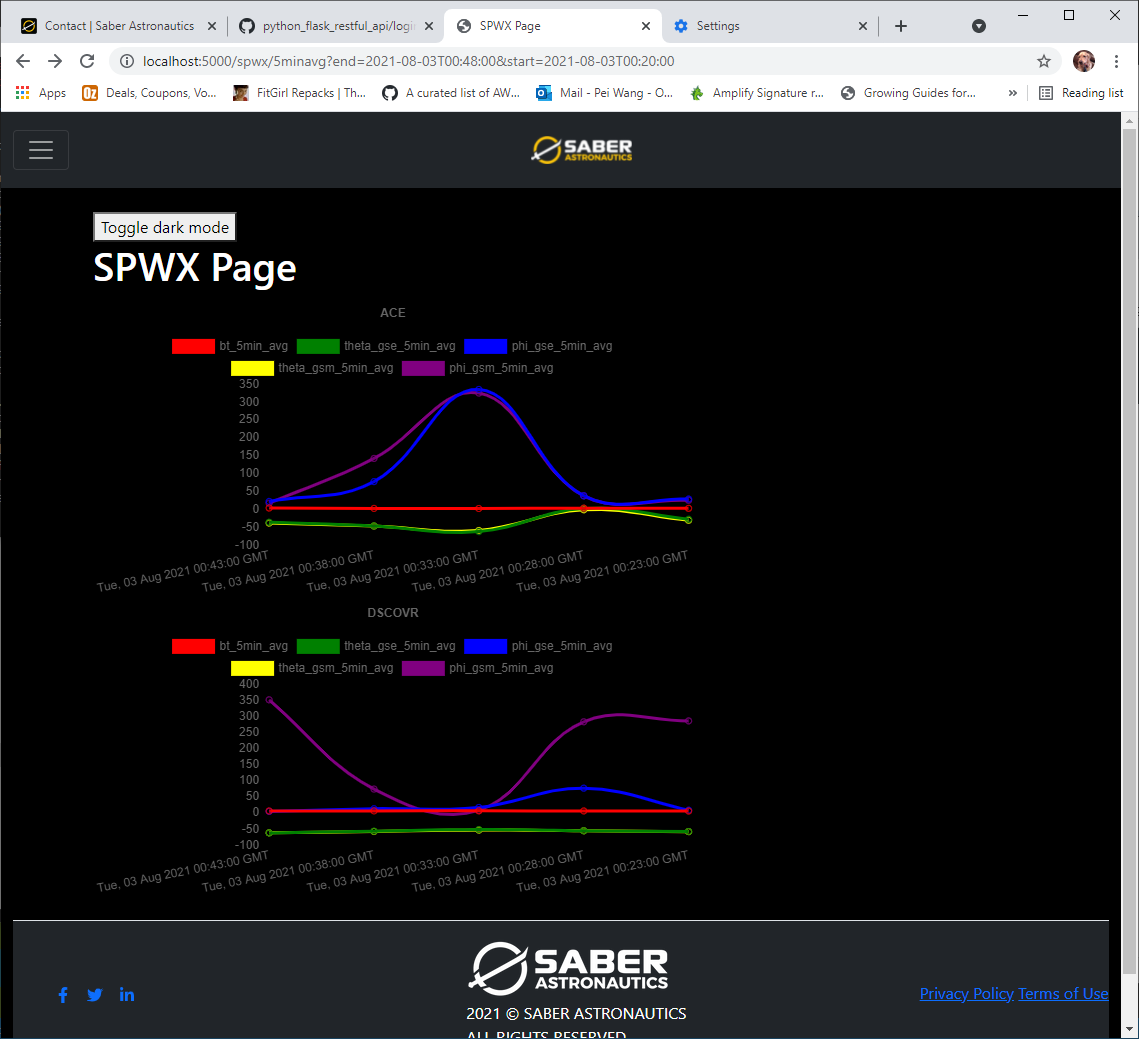 Contact | Saber Astronautics
python_flask_restful_api/logi
SPWX Page
Settings
localhost:5000/spwx/5minavg?end=2021-08-03T00:48:00&start=2021-08-03T00:20:00
Apps
Deals, Coupons, Vo...
FitGirl Repacks | Th...
A curated list of AW...
Mail - Pei Wang - O...
Amplify Signature r...
Growing Guides for...
»
Reading list
SABER
ASTRONAUTICS
Toggle dark mode
SPWX Page
ACE
bt_5min_avg theta_gse_5min_avg phi_gse_5min_avg
theta_gsm_5min_avg phi_gsm_5min_avg
350
300
250
200
150
100
50
0
-50
-100
Tue, 03 Aug 2021 00:43:00 GMT
Tue, 03 Aug 2021 00:38:00 GMT
Tue, 03 Aug 2021 00:33:00 GMT
Tue, 03 Aug 2021 00:28:00 GMT
Tue, 03 Aug 2021 00:23:00 GMT
DSCOVR
bt_5min_avg theta_gse_5min_avg phi_gse_5min_avg
theta_gsm_5min_avg phi_gsm_5min_avg
400
350
300
250
200
150
100
50
0
-50
-100
Tue, 03 Aug 2021 00:43:00 GMT
Tue, 03 Aug 2021 00:38:00 GMT
Tue, 03 Aug 2021 00:33:00 GMT
Tue, 03 Aug 2021 00:28:00 GMT
Tue, 03 Aug 2021 00:23:00 GMT
SABER
ASTRONAUTICS
2021 © SABER ASTRONAUTICS
ALL RIGHTS RESERVED
Privacy Policy Terms of Use